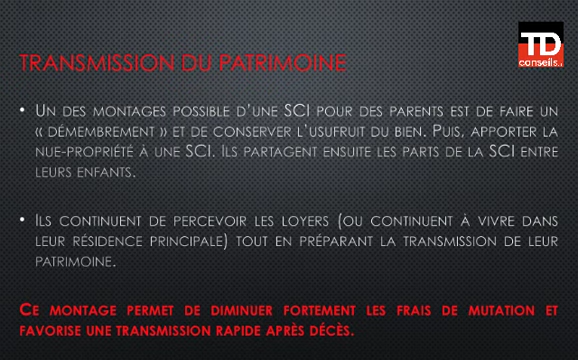 TD
conseils.
TRANSMISSION DU PATRIMOINE
• UN DES MONTAGES POSSIBLE D'UNE SCI POUR DES PARENTS EST DE FAIRE UN
« DÉMEMBREMENT » ET DE CONSERVER L'USUFRUIT DU BIEN. PUIS, APPORTER LA
NUE-PROPRIÉTÉ À UNE SCI. ILS PARTAGENT ENSUITE LES PARTS DE LA SCI ENTRE
LEURS ENFANTS.
• ILS CONTINUENT DE PERCEVOIR LES LOYERS (OU CONTINUENT À VIVRE DANS
LEUR RÉSIDENCE PRINCIPALE) TOUT EN PRÉPARANT LA TRANSMISSION DE LEUR
PATRIMOINE.
CE MONTAGE PERMET DE DIMINUER FORTEMENT LES FRAIS DE MUTATION ET
FAVORISE UNE TRANSMISSION RAPIDE APRÈS DÉCÈS.